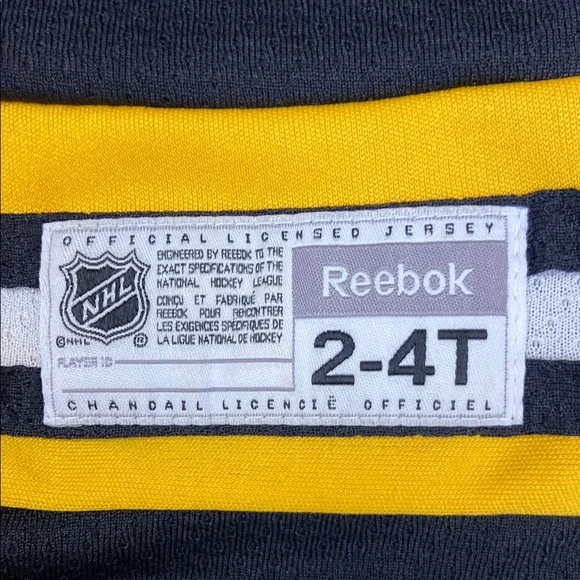 OFFICIAL LICENSED JERSEY
NHL
©NHL ®
ENGINEERED BY REEBOK TO THE
EXACT SPECIFICATIONS OF THE
NATIONAL HOCKEY LEAGUE
CONÇU ET FABRIQUÉ PAR
REEBOK POUR RENCONTRER
LES EXIGENCES SPÉCIFIQUES DE
LA LIGUE NATIONALE DE HOCKEY
PLAYER ID
Reebok
2-4T
CHANDAIL LICENCIË OFFICIEL